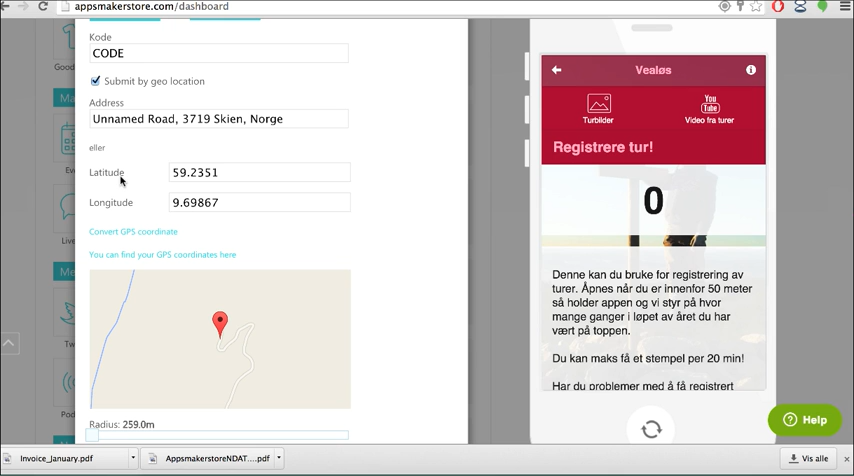 appsmakerstore.com/dashboard
Kode
CODE
Submit by geo location
Address
Unnamed Road, 3719 Skien, Norge
eller
Latitude
59.2351
Longitude
9.69867
Convert GPS coordinate
You can find your GPS coordinates here
Radius: 259.0m
Good
Ma
Ev
Live
Me
Tw
Pod
Vealøs
Turbilder
You
Tube
Video fra turer
Registrere tur!
0
Denne kan du bruke for registrering av
turer. Åpnes når du er innenfor 50 meter
så holder appen og vi styr på hvor
mange ganger i løpet av året du har
vært på toppen.
Du kan maks få et stempel per 20 min!
Har du problemer med å få registrert
Help
Invoice_January.pdf
AppsmakerstoreNDAT....pdf
Vis alle